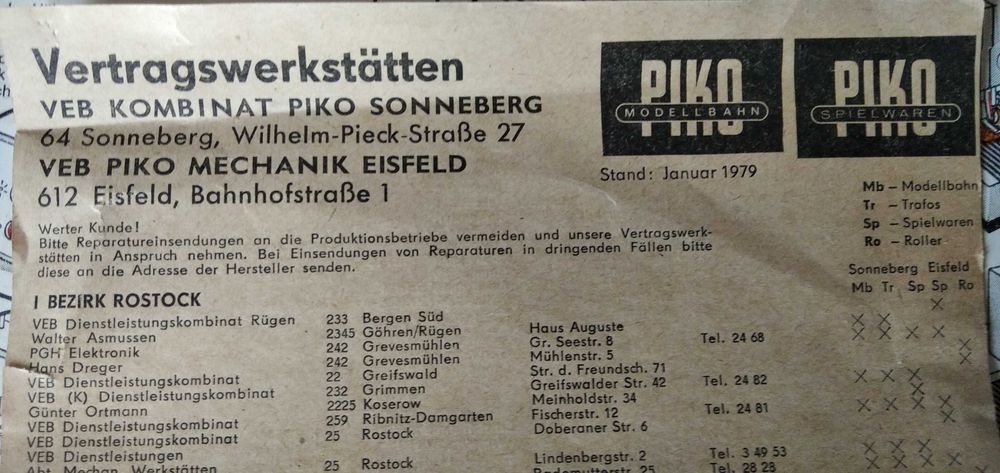 Vertragswerkstätten
VEB KOMBINAT PIKO SONNEBERG
64 Sonneberg, Wilhelm-Pieck-Straße 27
VEB PIKO MECHANIK EISFELD
612 Eisfeld, Bahnhofstraße 1
PIKO
MODELLBAHN
PIKO
SPIELWAREN
Stand: Januar 1979
Mb – Modellbahn
Tr – Trafos
Sp – Spielwaren
Ro – Roller
Werter Kunde!
Bitte Reparatureinsendungen an die Produktionsbetriebe vermeiden und unsere Vertragswerk-
stätten in Anspruch nehmen. Bei Einsendungen von Reparaturen in dringenden Fällen bitte
diese an die Adresse der Hersteller senden.
Sonneberg Eisfeld
Mb Tr Sp Sp Ro
I BEZIRK ROSTOCK
VEB Dienstleistungskombinat Rügen 233 Bergen Süd
Walter Asmussen 2345 Göhren/Rügen Haus Auguste
PGH Elektronik 242 Grevesmühlen Gr. Seestr. 8 Tel. 24 68
Hans Dreger 242 Grevesmühlen Mühlenstr. 5
VEB Dienstleistungskombinat 22 Greifswald Str. d. Freundsch. 71
VEB (K) Dienstleistungskombinat 232 Grimmen Greifswalder Str. 42 Tel. 24 82
Günter Ortmann 2225 Koserow Meinholdstr. 34
VEB Dienstleistungskombinat 259 Ribnitz-Damgarten Fischerstr. 12 Tel. 24 81
VEB Dienstleistungskombinat 25 Rostock Doberaner Str. 6
VEB Dienstleistungen
Abt. Mechan. Werkstätten 25 Rostock Lindenbergstr. 2 Tel. 3 49 53
Bademutterstr. 25 Tel. 28 28